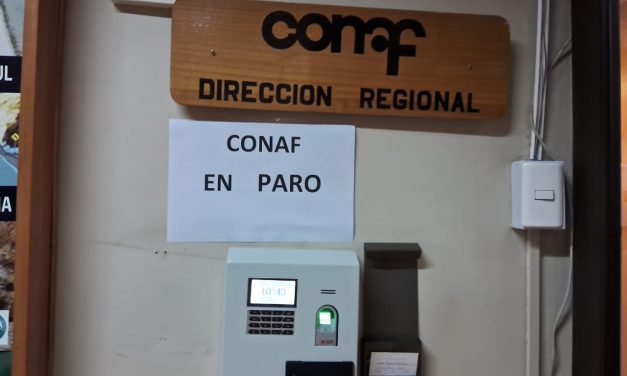 conaf
DIRECCION REGIONAL
CONAF
EN PARO
10:43